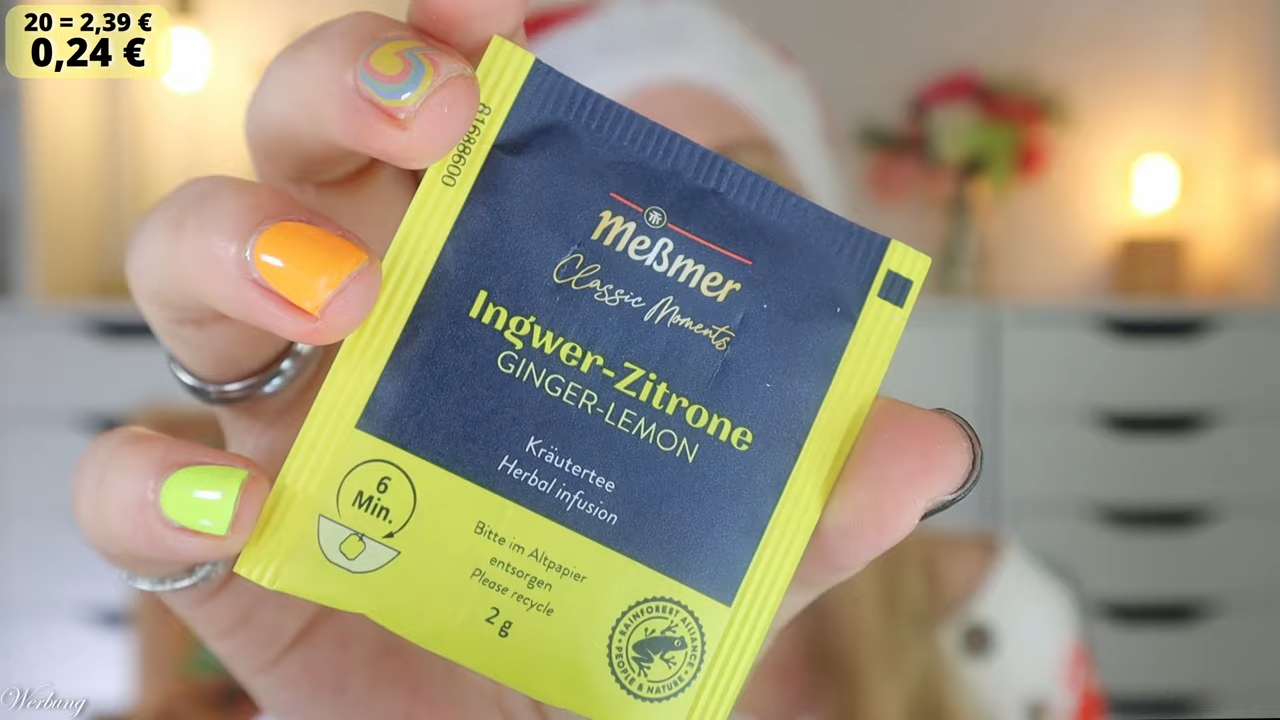 20 = 2,39 €
0,24 €
81688600
Meßmer
Classic Moments
Ingwer-Zitrone
GINGER-LEMON
Kräutertee
Herbal infusion
6
Min.
Bitte im Altpapier
entsorgen
Please recycle
2 g
RAINFOREST ALLIANCE
PEOPLE & NATURE
Werbung